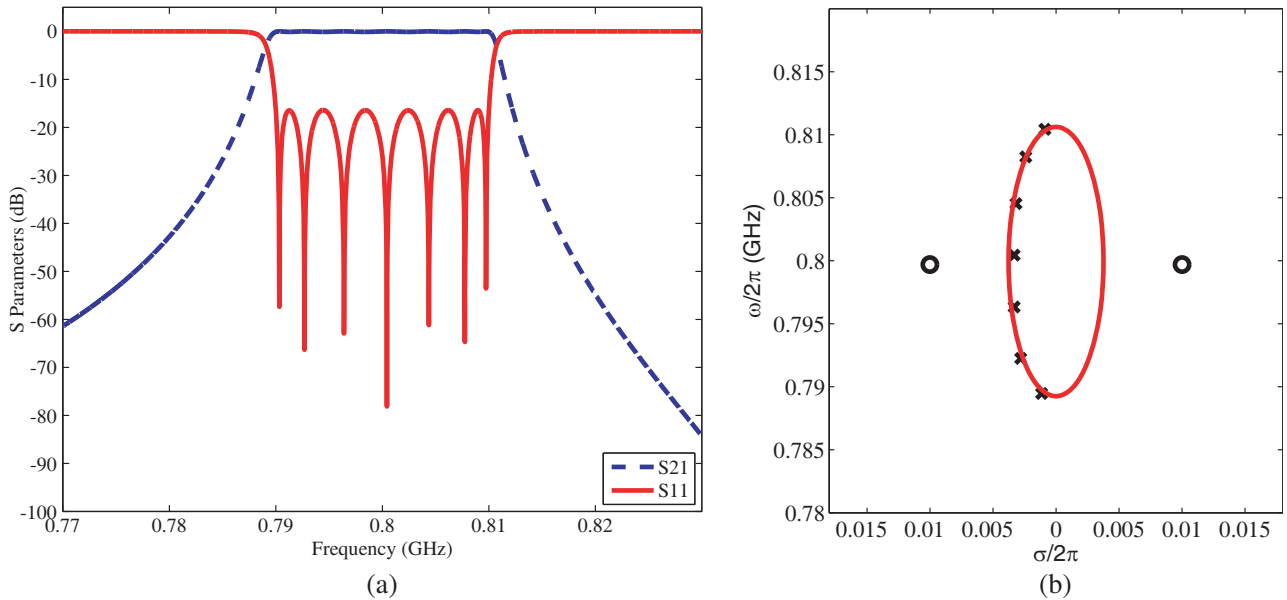 0
-10
-20
-30
-40
-50
-60
-70
-80
-90
-100
S Parameters (dB)
0.77
0.78
0.79
0.8
0.81
0.82
Frequency (GHz)
S21
S11
(a)
0.815
0.81
0.805
0.8
0.795
0.79
0.785
0.78
ω/2π (GHz)
0.015 0.01 0.005 0 0.005 0.01 0.015
σ/2π
(b)